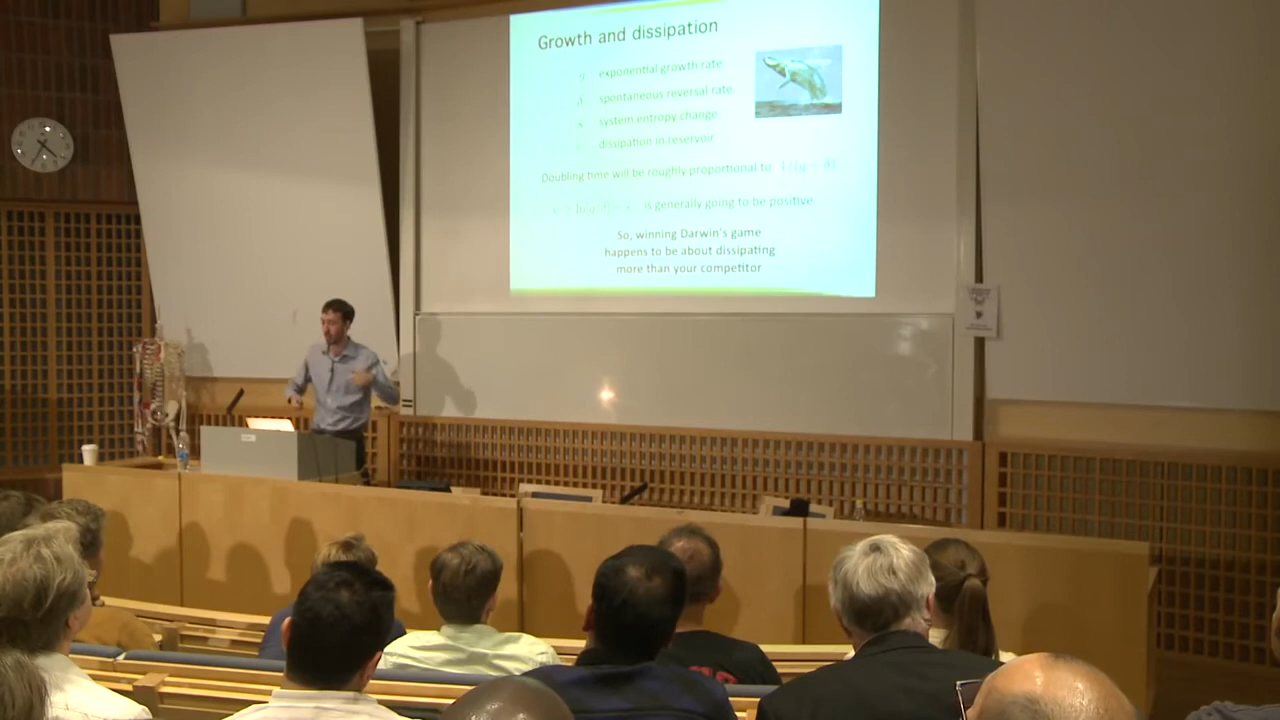 Growth and dissipation
g exponential growth rate
spontaneous reversal rate
system entropy change
dissipation in reservoir
Doubling time will be roughly proportional to
is generally going to be positive
So, winning Darwin's game
happens to be about dissipating
more than your competitor